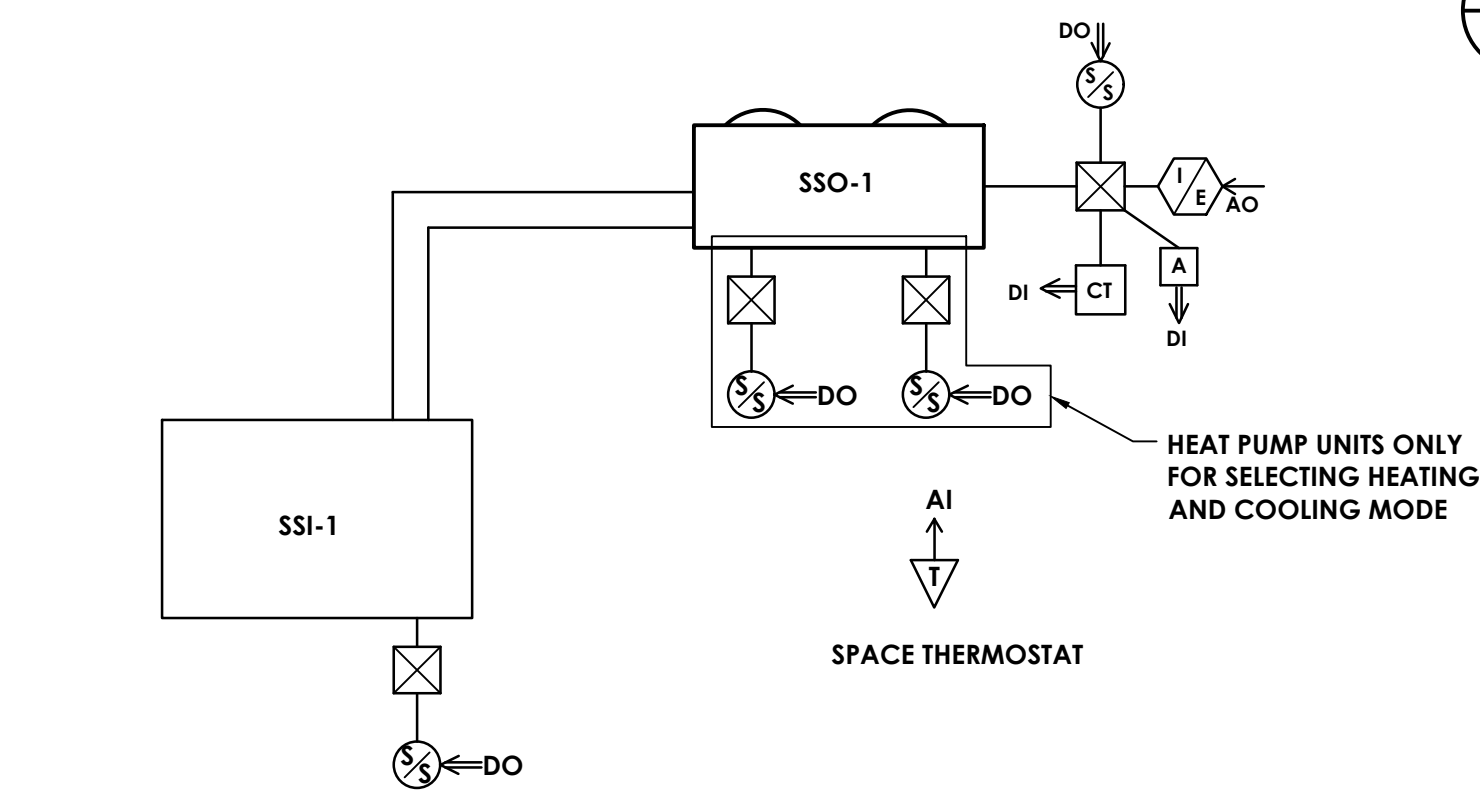 DO
S/S
SSO-1
I/E
AO
A
CT
DI
DI
S/S
DO
S/S
DO
HEAT PUMP UNITS ONLY
FOR SELECTING HEATING
AND COOLING MODE
AI
T
SPACE THERMOSTAT
SSI-1
S/S
DO